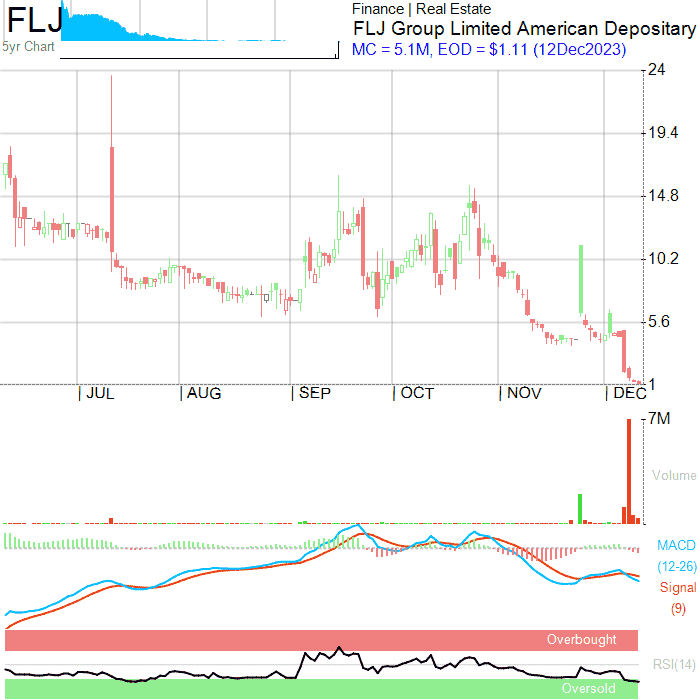 FLJ
5yr Chart
Finance | Real Estate
FLJ Group Limited American Depositary
MC = 5.1M, EOD = $1.11 (12Dec2023)
24
19.4
14.8
10.2
5.6
1
| JUL | AUG | SEP | OCT | NOV | DEC
7M
Volume
MACD
(12-26)
Signal
(9)
Overbought
RSI(14)
Oversold